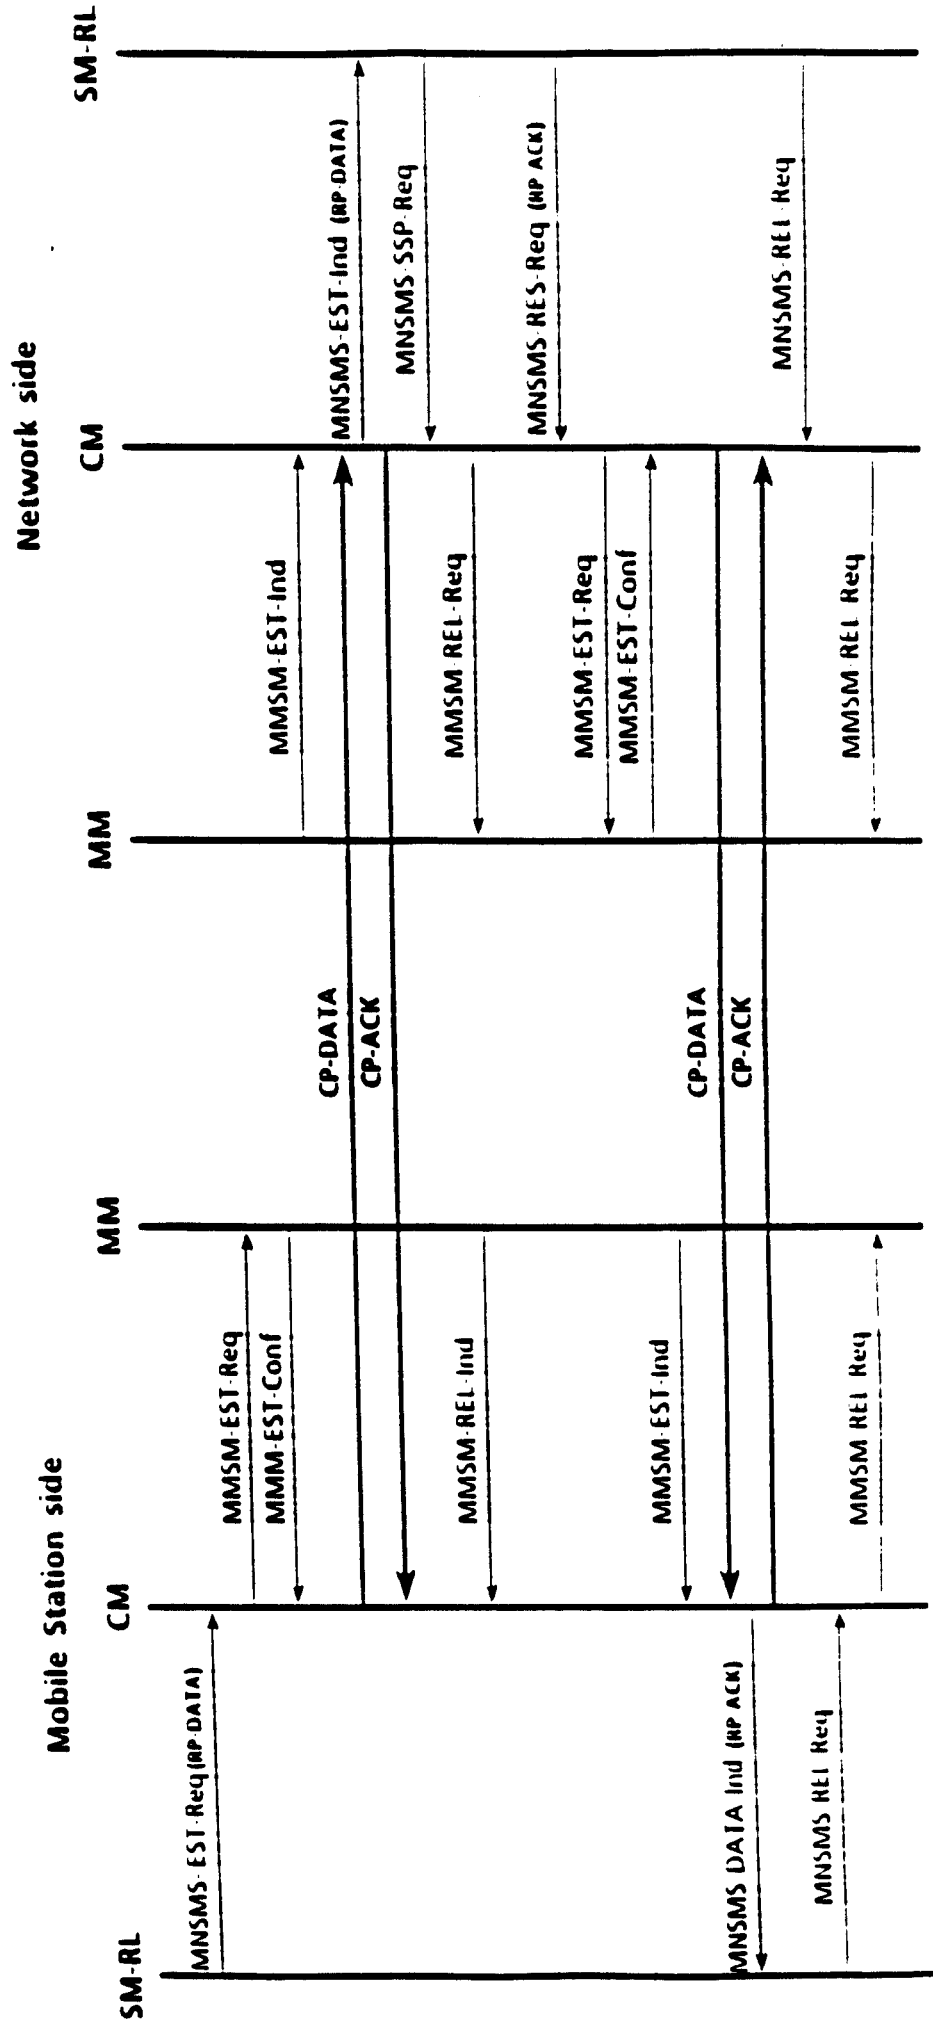 Mobile Station side
Network side
SM-RL
CM
MM
MM
CM
SM-RL
MNSMS-EST-Req (RP-DATA)
MMSM-EST-Req
MMM-EST-Conf
MMSM-EST-Ind
CP-DATA
MNSMS-EST-Ind (RP-DATA)
CP-ACK
MNSMS-SSP-Req
MMSM-REL-Ind
MMSM-REL-Req
MNSMS-RES-Req (RP ACK)
MMSM-EST-Req
MMSM-EST-Conf
MMSM-EST-Ind
CP-DATA
CP-ACK
MNSMS DATA Ind (RP ACK)
MNSMS-REL-Req
MNSMS REL Req
MMSM REL Req
MMSM REL Req